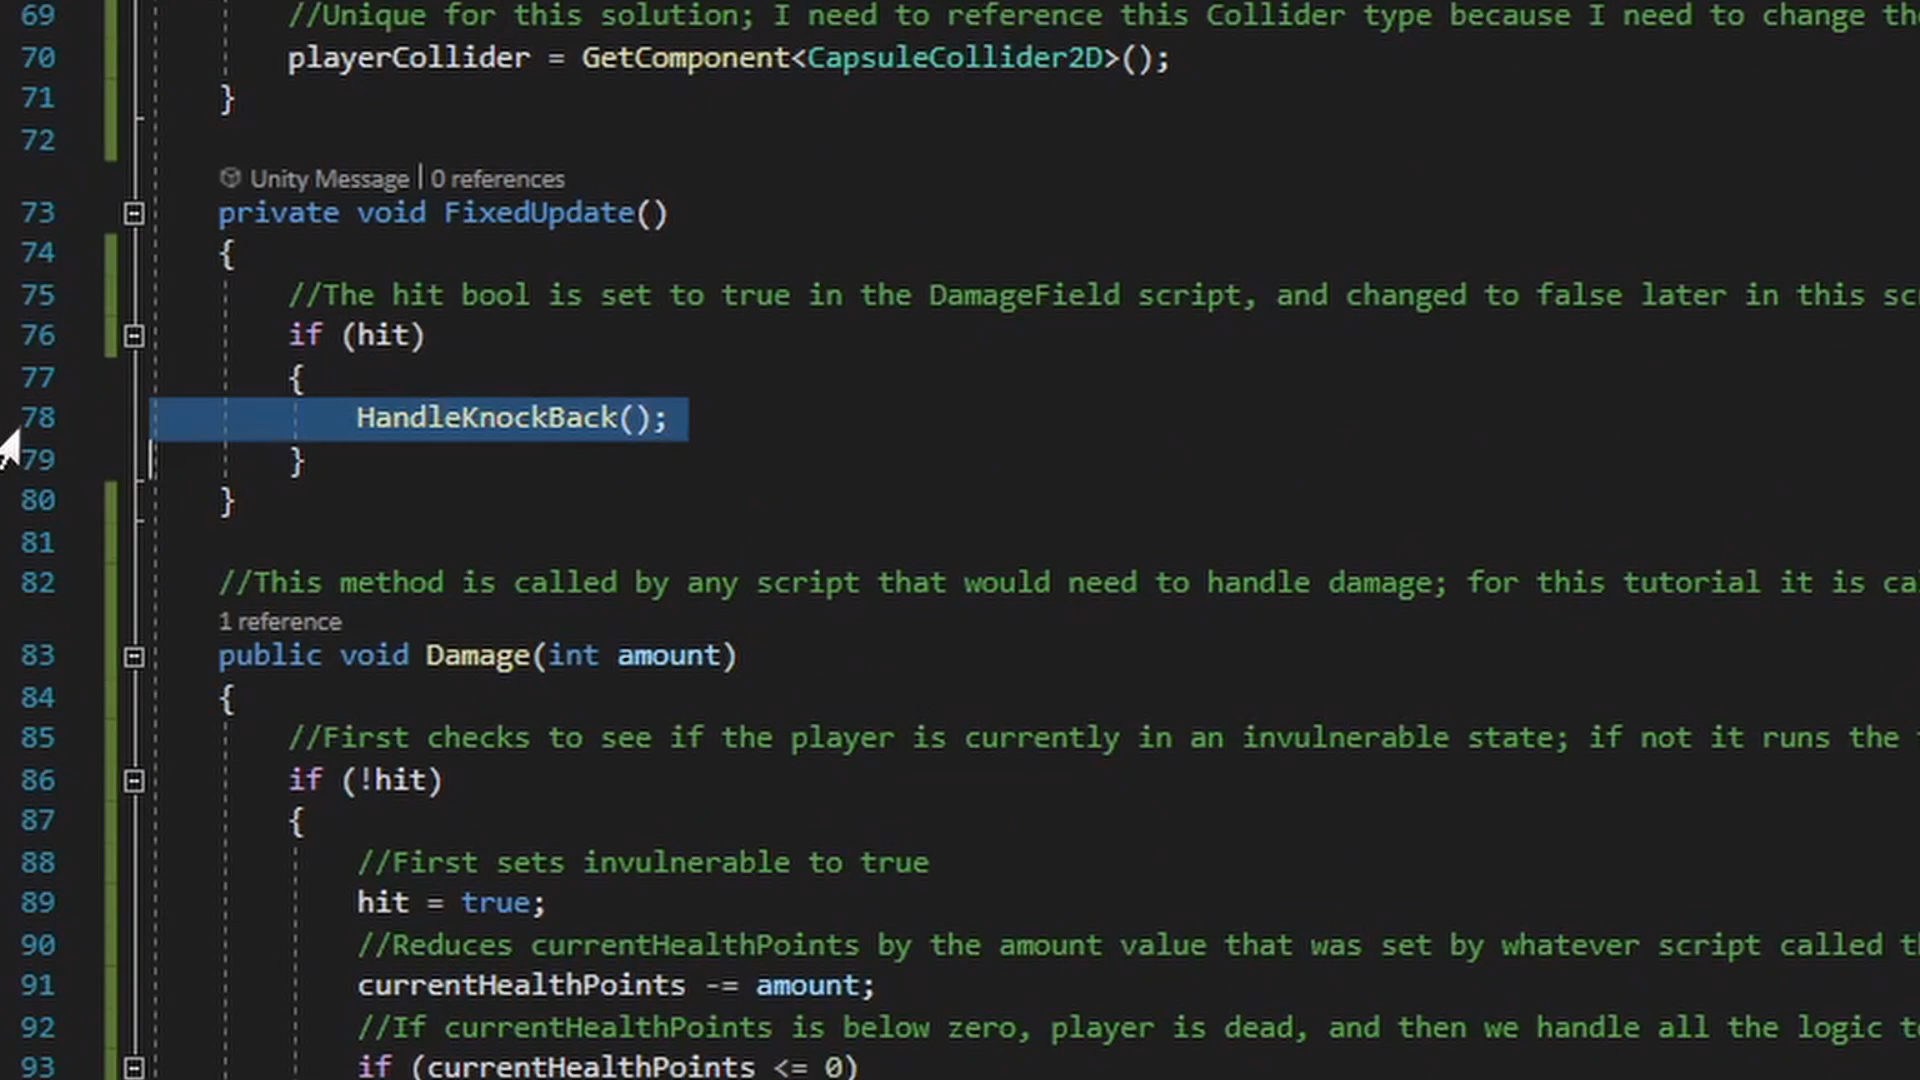 69 //Unique for this solution; I need to reference this Collider type because I need to change
70 playerCollider = GetComponent<CapsuleCollider2D>();
71 }
72
Unity Message | 0 references
73 private void FixedUpdate()
74 {
75 //The hit bool is set to true in the DamageField script, and changed to false later in this
76 if (hit)
77 {
78 HandleKnockBack();
79 }
80 }
81
82 //This method is called by any script that would need to handle damage; for this tutorial it is
1 reference
83 public void Damage(int amount)
84 {
85 //First checks to see if the player is currently in an invulnerable state; if not it runs the
86 if (!hit)
87 {
88 //First sets invulnerable to true
89 hit = true;
90 //Reduces currentHealthPoints by the amount value that was set by whatever script called
91 currentHealthPoints -= amount;
92 //If currentHealthPoints is below zero, player is dead, and then we handle all the logic
93 if (currentHealthPoints <= 0)